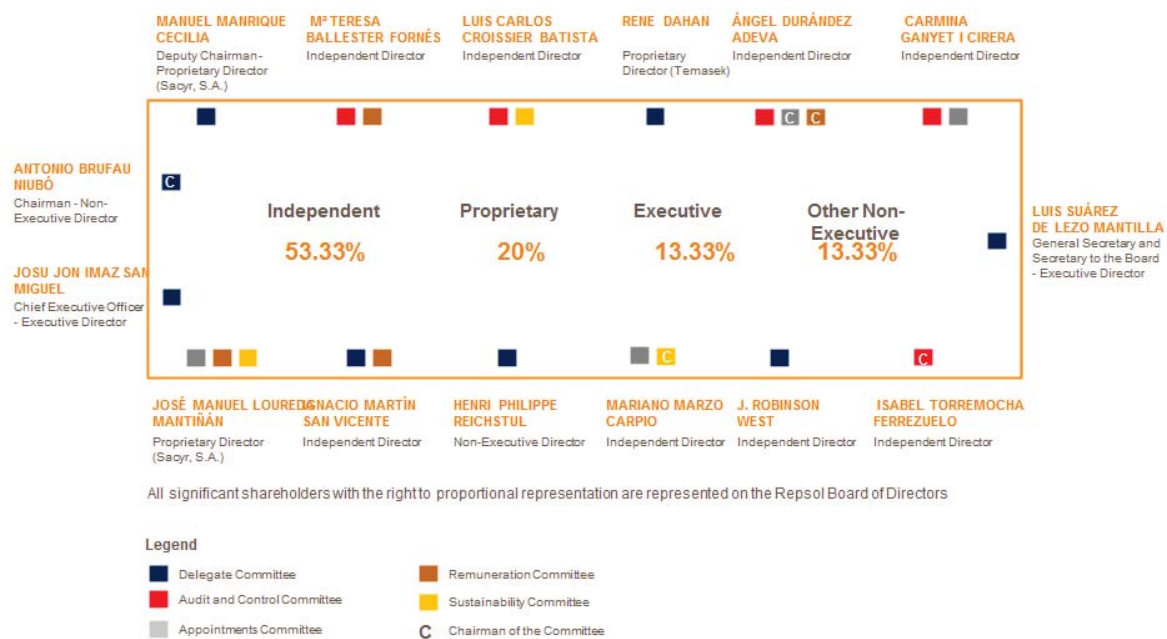 MANUEL MANRIQUE
CECILIA
Deputy Chairman-
Proprietary Director
(Sacyr, S.A.)
Mª TERESA
BALLESTER FORNÉS
Independent Director
LUIS CARLOS
CROISSIER BATISTA
Independent Director
RENE DAHAN
Proprietary
Director (Temasek)
ÁNGEL DURÁNDEZ
ADEVA
Independent Director
CARMINA
GANYET I CIRERA
Independent Director
C C
ANTONIO BRUFAU
NIUBÓ
Chairman - Non-
Executive Director
C
Independent
53.33%
Proprietary
20%
Executive
13.33%
Other Non-
Executive
13.33%
LUIS SUÁREZ
DE LEZO MANTILLA
General Secretary and
Secretary to the Board
- Executive Director
JOSU JON IMAZ SAN
MIGUEL
Chief Executive Officer
- Executive Director
C
C
JOSÉ MANUEL LOUREDA
MANTIÑÁN
Proprietary Director
(Sacyr, S.A.)
IGNACIO MARTÍN
SAN VICENTE
Independent Director
HENRI PHILIPPE
REICHSTUL
Non-Executive Director
MARIANO MARZO
CARPIO
Independent Director
J. ROBINSON
WEST
Independent Director
ISABEL TORREMOCHA
FERREZUELO
Independent Director
All significant shareholders with the right to proportional representation are represented on the Repsol Board of Directors
Legend
Delegate Committee
Audit and Control Committee
Appointments Committee
Remuneration Committee
Sustainability Committee
C Chairman of the Committee